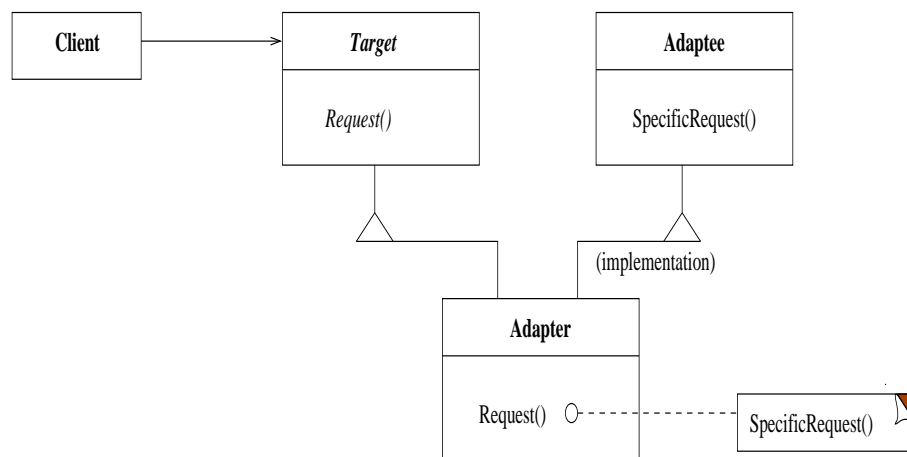 Client
Target
Adaptee
Request()
SpecificRequest()
(implementation)
Adapter
Request()
SpecificRequest()